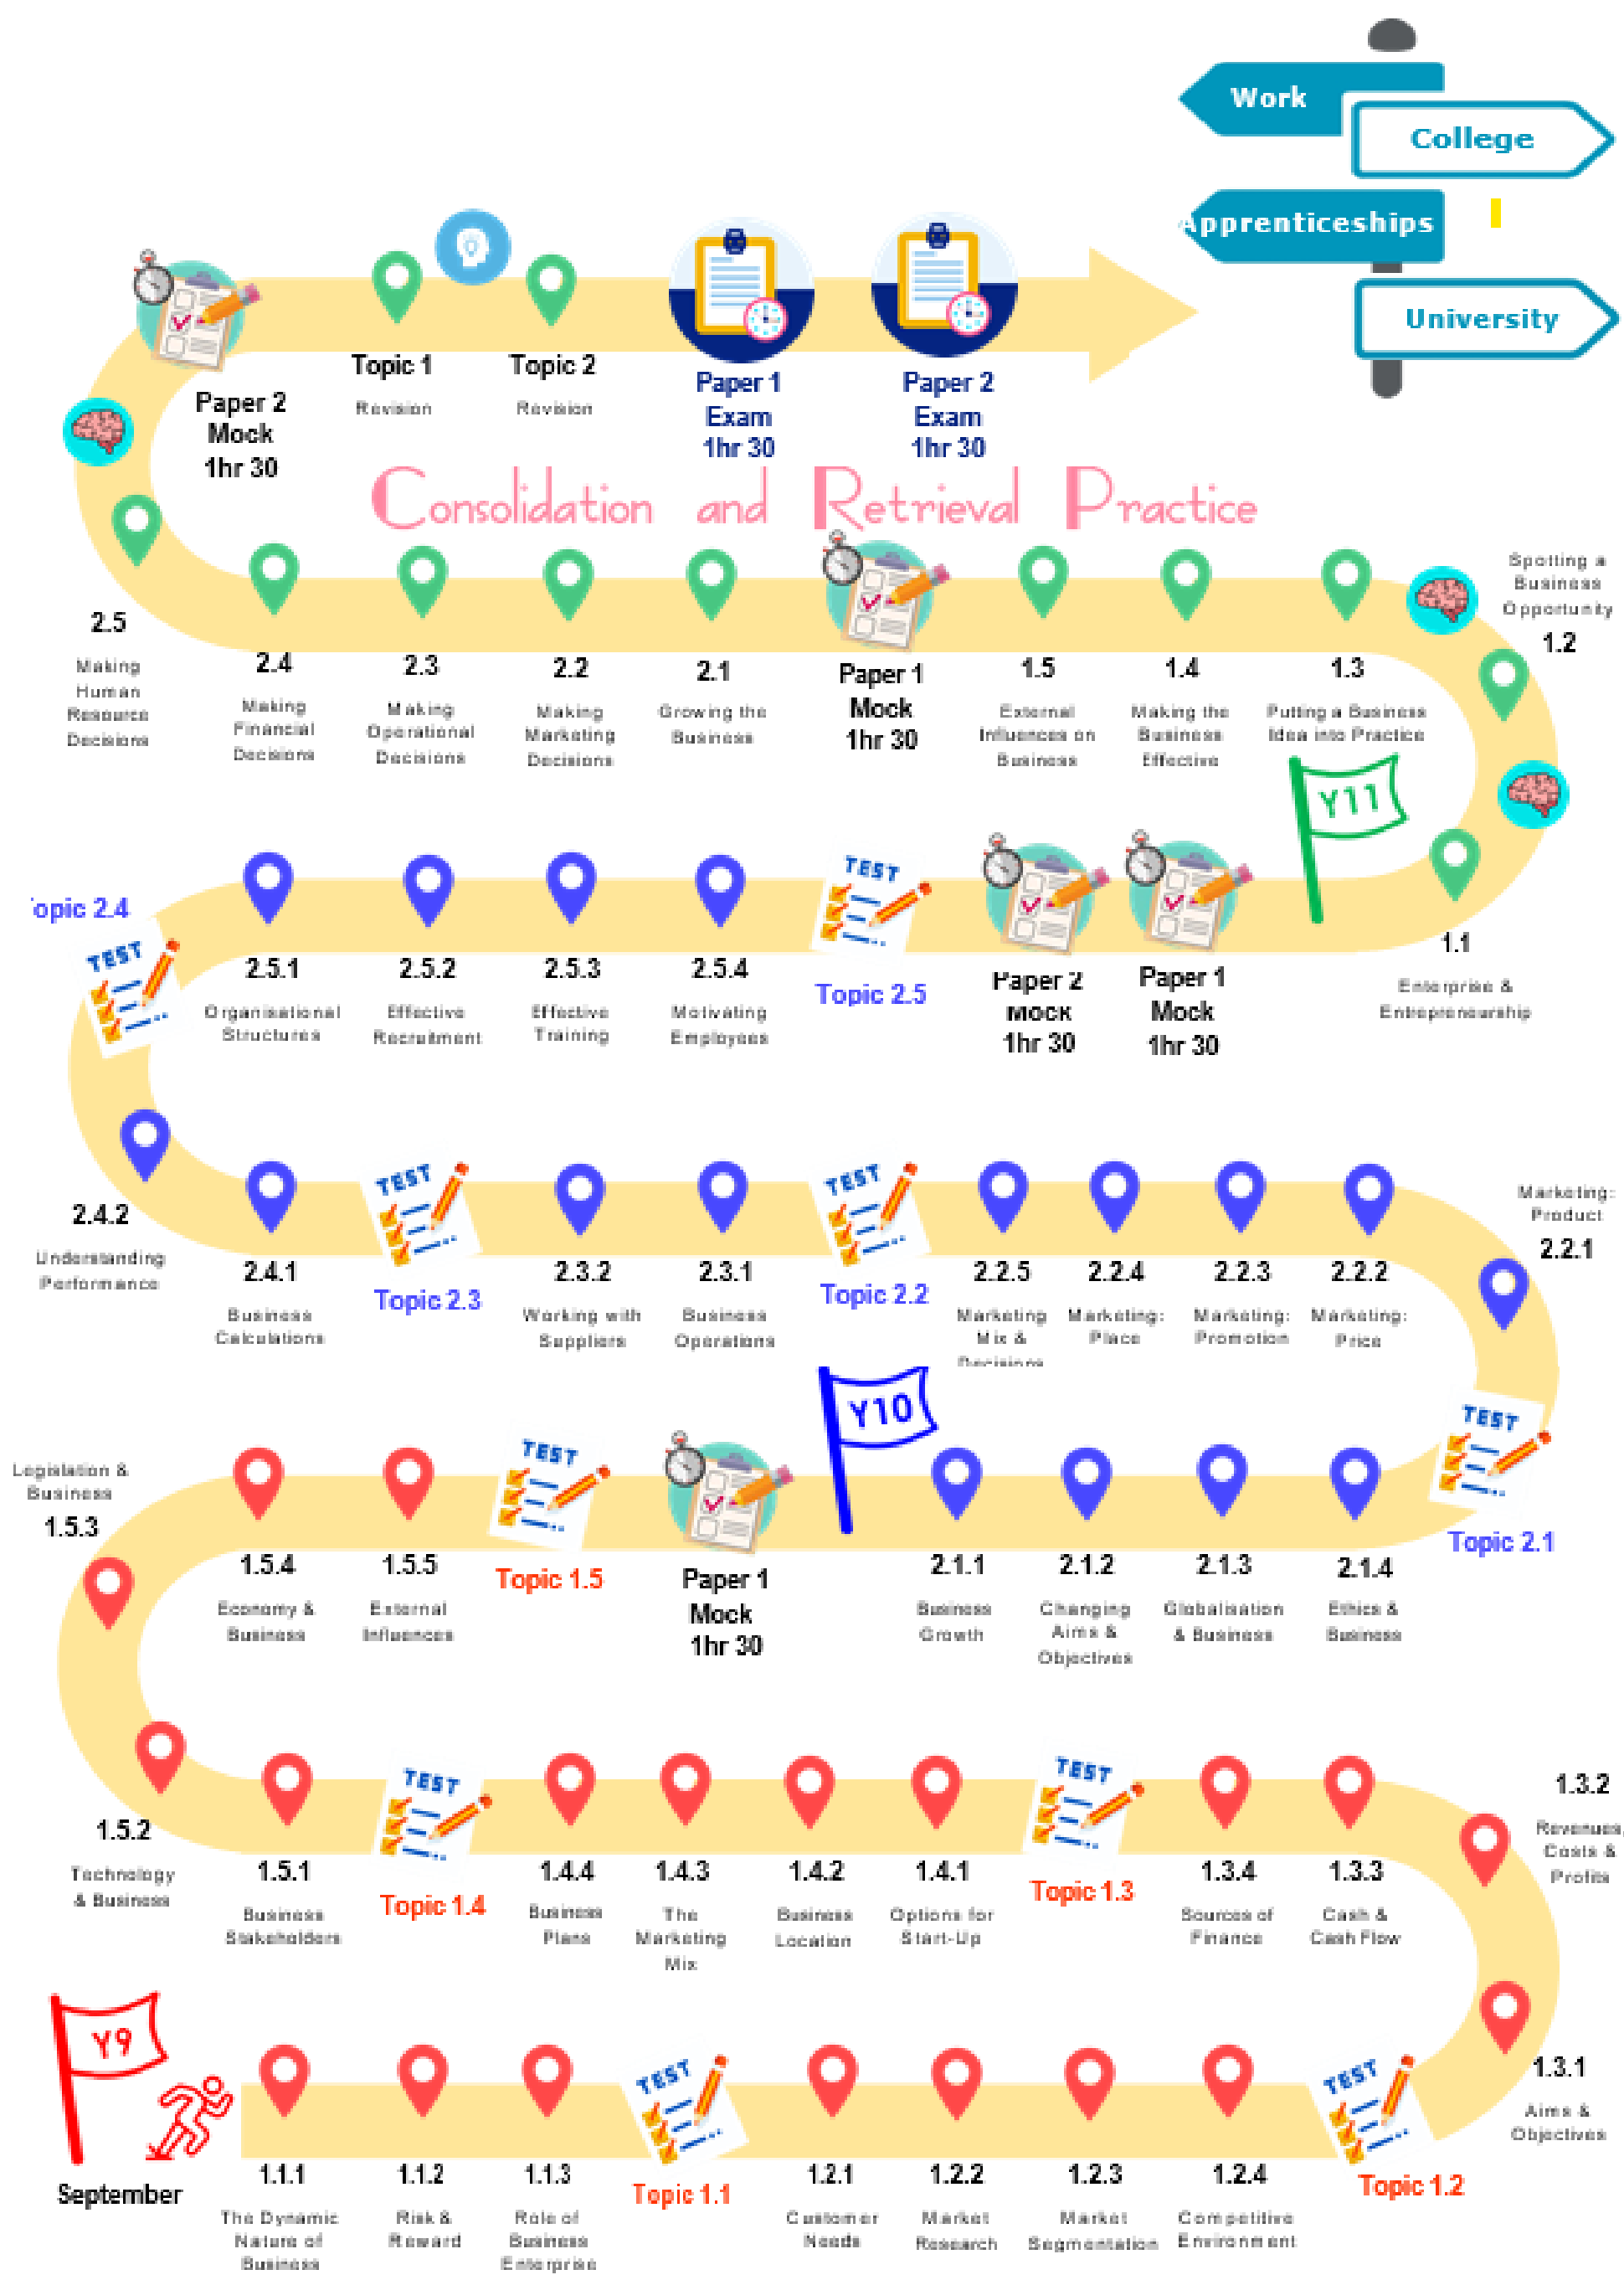 Work
College
Apprenticeships
University
Paper 2
Mock
1hr 30
Topic 1
Revision
Topic 2
Revision
Paper 1
Exam
1hr 30
Paper 2
Exam
1hr 30
Consolidation and Retrieval Practice
2.5
Making
Human
Resource
Decisions
2.4
Making
Financial
Decisions
2.3
Making
Operational
Decisions
2.2
Making
Marketing
Decisions
2.1
Growing the
Business
Paper 1
Mock
1hr 30
1.5
External
Influences on
Business
1.4
Making the
Business
Effective
1.3
Putting a Business
Idea into Practice
Spotting a
Business
Opportunity
1.2
Y11
1.1
Enterprise &
Entrepreneurship
opic 2.4
TEST
2.5.1
Organisational
Structures
2.5.2
Effective
Recruitment
2.5.3
Effective
Training
2.5.4
Motivating
Employees
TEST
Topic 2.5
Paper 2
Mock
1hr 30
Paper 1
Mock
1hr 30
2.4.2
Understanding
Performance
2.4.1
Business
Calculations
TEST
Topic 2.3
2.3.2
Working with
Suppliers
2.3.1
Business
Operations
TEST
Topic 2.2
2.2.5
Marketing
Mix &
Decisions
2.2.4
Marketing:
Place
2.2.3
Marketing:
Promotion
2.2.2
Marketing:
Price
Marketing:
Product
2.2.1
Legislation &
Business
1.5.3
1.5.4
Economy &
Business
1.5.5
External
Influences
TEST
Topic 1.5
Paper 1
Mock
1hr 30
Y10
2.1.1
Business
Growth
2.1.2
Changing
Aims &
Objectives
2.1.3
Globalisation
& Business
2.1.4
Ethics &
Business
TEST
Topic 2.1
1.5.2
Technology
& Business
1.5.1
Business
Stakeholders
TEST
Topic 1.4
1.4.4
Business
Plans
1.4.3
The
Marketing
Mix
1.4.2
Business
Location
1.4.1
Options for
Start-Up
TEST
Topic 1.3
1.3.4
Sources of
Finance
1.3.3
Cash &
Cash Flow
1.3.2
Revenues,
Costs &
Profits
Y9
September
1.1.1
The Dynamic
Nature of
Business
1.1.2
Risk &
Reward
1.1.3
Role of
Business
Enterprise
TEST
Topic 1.1
1.2.1
Customer
Needs
1.2.2
Market
Research
1.2.3
Market
Segmentation
1.2.4
Competitive
Environment
TEST
Topic 1.2
1.3.1
Aims &
Objectives